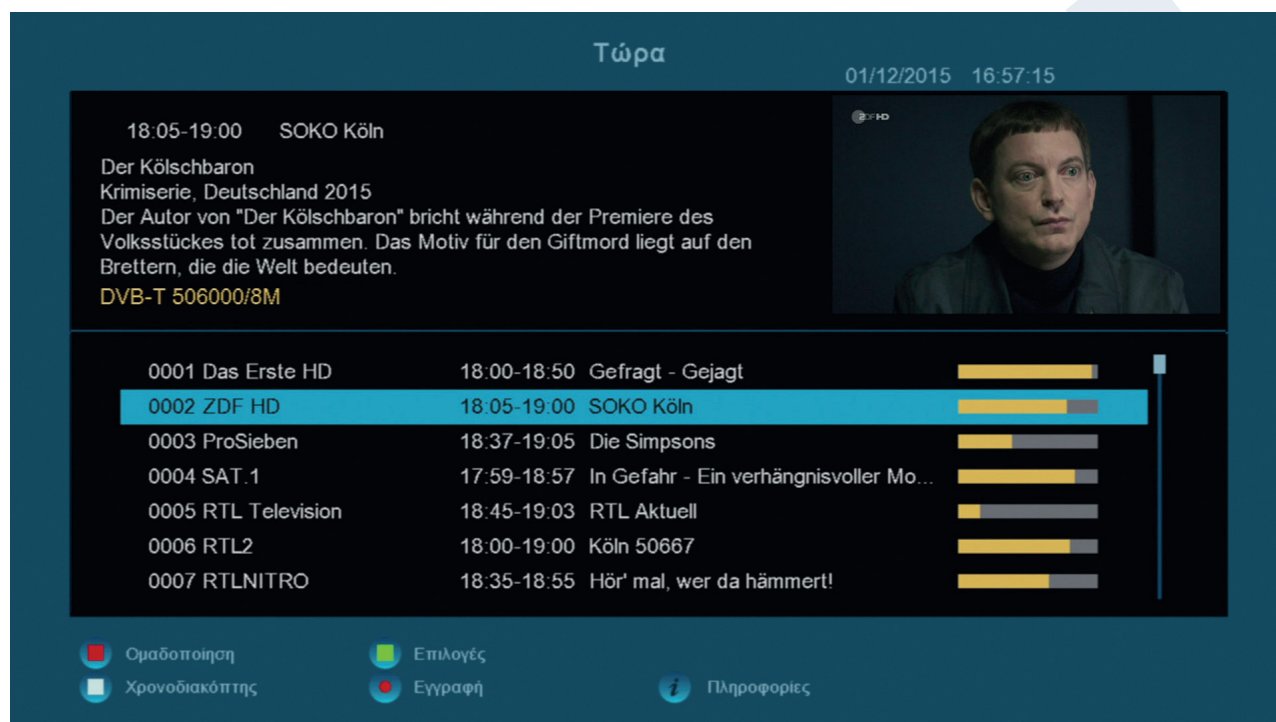 Τώρα
01/12/2015 16:57:15
18:05-19:00 SOKO Köln
Der Kölschbaron
Krimiserie, Deutschland 2015
Der Autor von "Der Kölschbaron" bricht während der Premiere des
Volksstückes tot zusammen. Das Motiv für den Giftmord liegt auf den
Brettern, die die Welt bedeuten.
DVB-T 506000/8M
ZDF HD
0001 Das Erste HD 18:00-18:50 Gefragt - Gejagt
0002 ZDF HD 18:05-19:00 SOKO Köln
0003 ProSieben 18:37-19:05 Die Simpsons
0004 SAT.1 17:59-18:57 In Gefahr - Ein verhängnisvoller Mo...
0005 RTL Television 18:45-19:03 RTL Aktuell
0006 RTL2 18:00-19:00 Köln 50667
0007 RTLNITRO 18:35-18:55 Hör' mal, wer da hämmert!
Ομαδοποίηση Επιλογές
Χρονοδιακόπτης Εγγραφή i Πληροφορίες